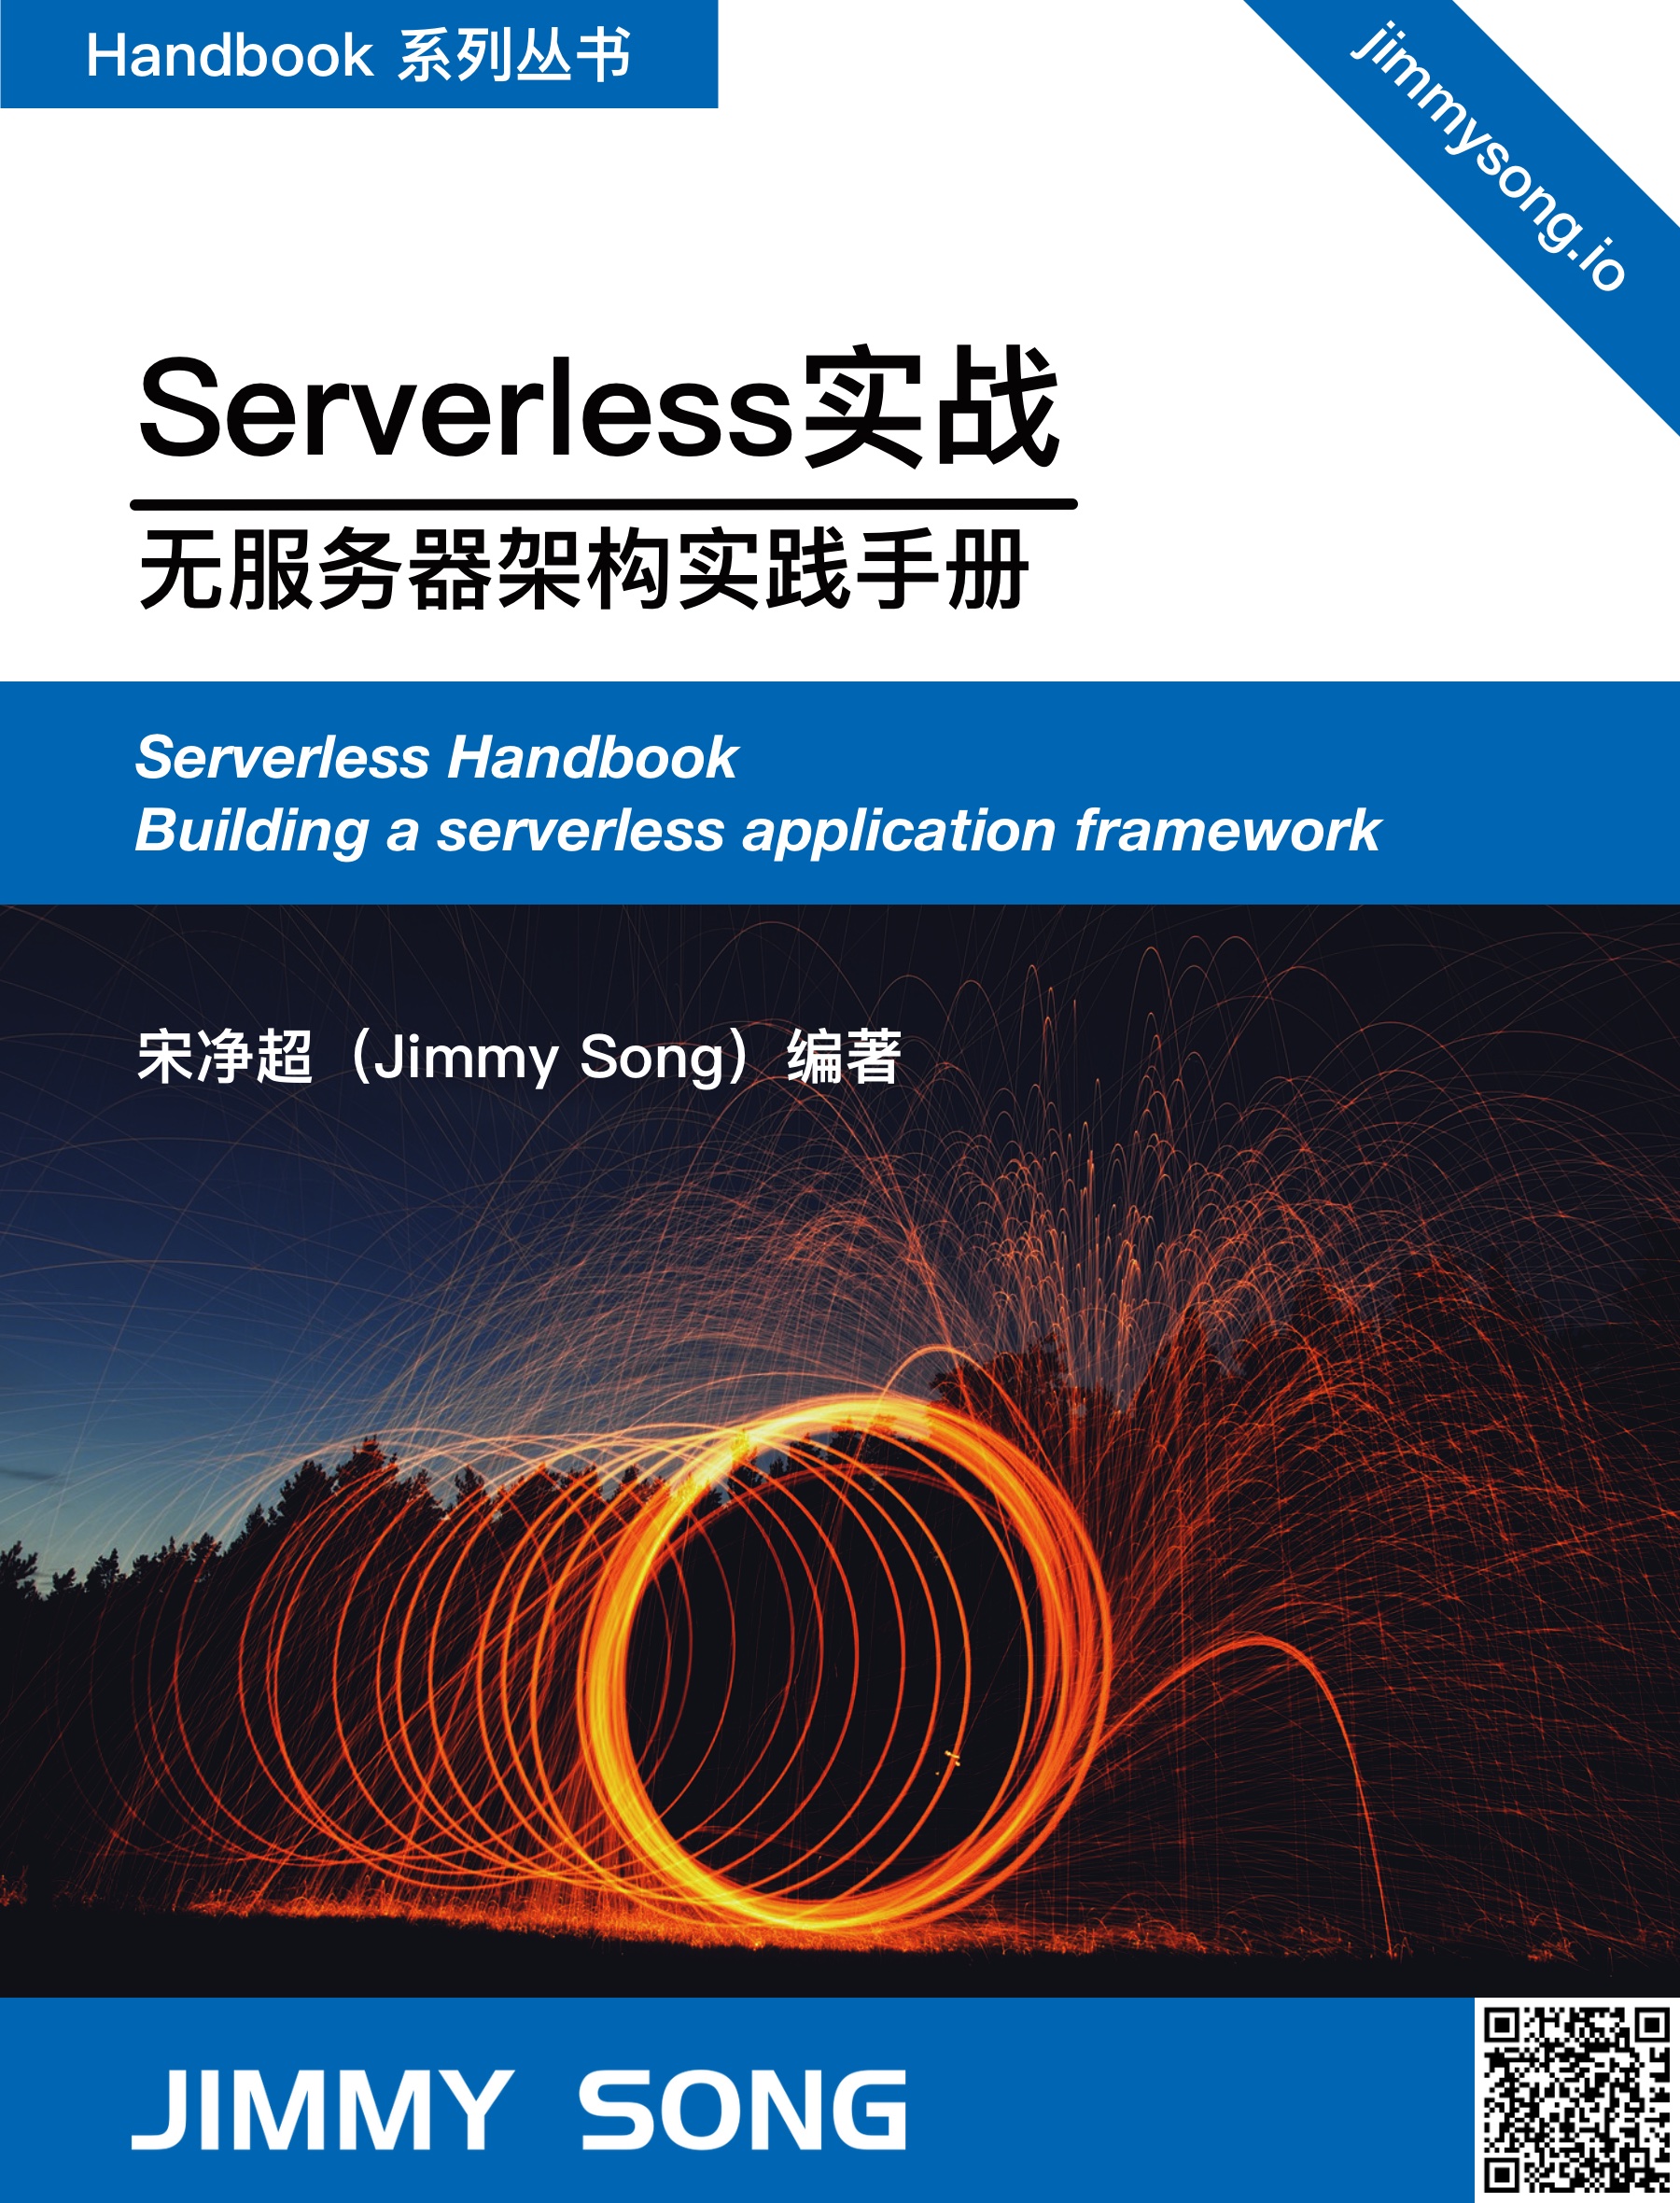 Handbook 系列丛书
jimmysong.io
Serverless实战
无服务器架构实践手册
Serverless Handbook
Building a serverless application framework
宋净超（Jimmy Song）编著
JIMMY SONG